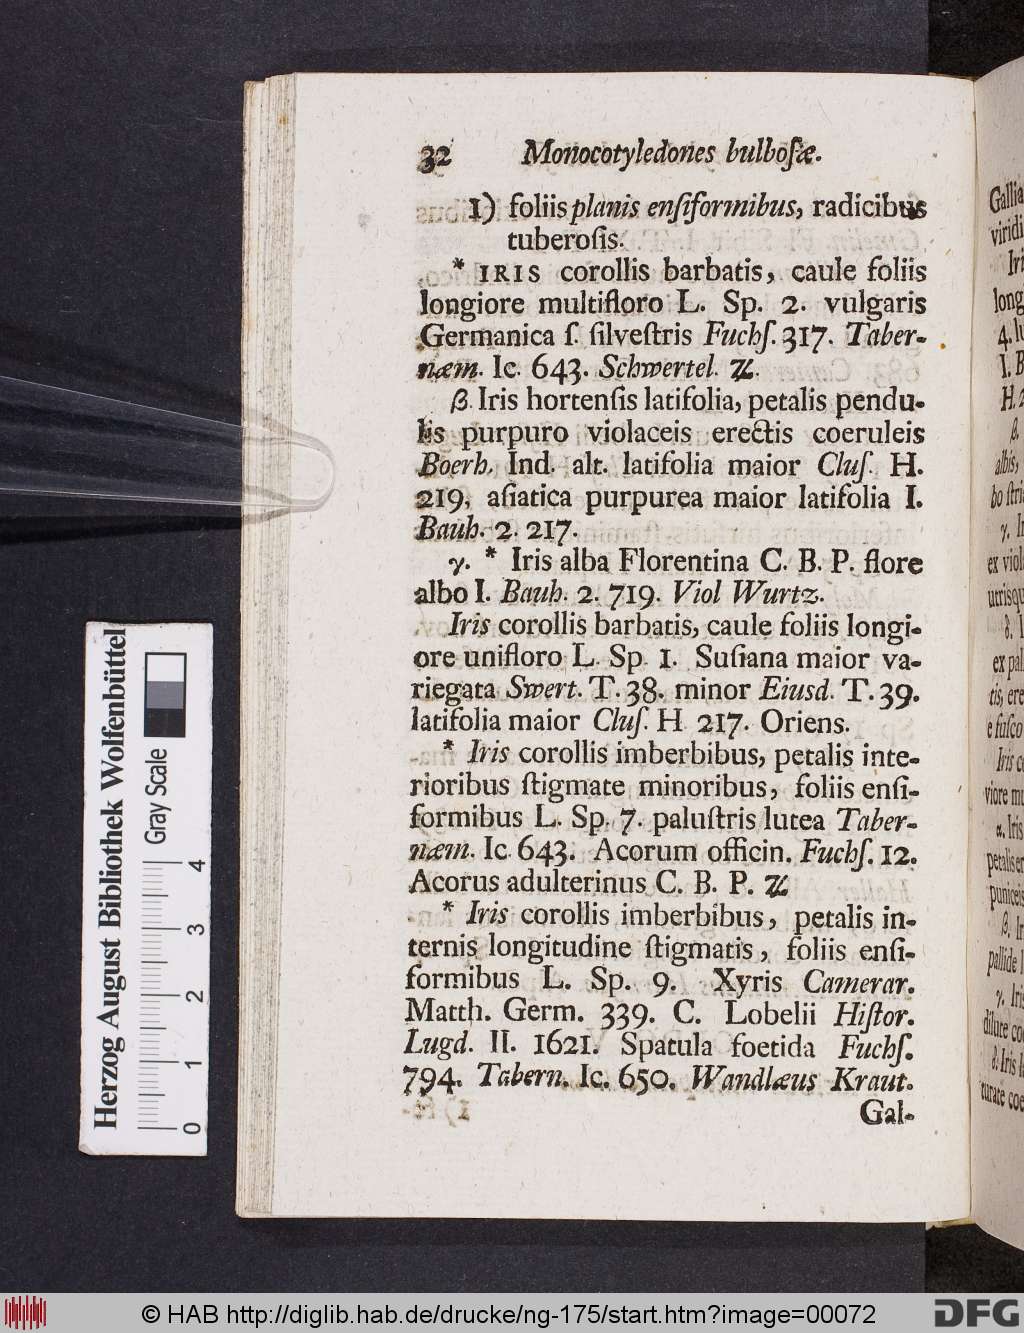 32 Monocotyledones bulboſæ.
1) foliis planis enſiformibus, radicibus
tuberoſis.
* IRIS corollis barbatis, caule foliis
longiore multifloro L. Sp. 2. vulgaris
Germanica ſ. ſilveſtris Fuchſ. 317. Taber-
næm. Ic. 643. Schwertel. ♃.
β. Iris hortenſis latifolia, petalis pendu-
lis purpuro violaceis erectis coeruleis
Boerh. Ind. alt. latifolia maior Cluſ. H.
219, aſiatica purpurea maior latifolia I.
Bauh. 2. 217.
γ. * Iris alba Florentina C. B. P. flore
albo I. Bauh. 2. 719. Viol Wurtz.
Iris corollis barbatis, caule foliis longi-
ore unifloro L. Sp. 1. Suſiana maior va-
riegata Swert. T. 38. minor Eiusd. T. 39.
latifolia maior Cluſ. H 217. Oriens.
* Iris corollis imberbibus, petalis inte-
rioribus ſtigmate minoribus, foliis enſi-
formibus L. Sp. 7. paluſtris lutea Taber-
næm. Ic. 643. Acorum officin. Fuchſ. 12.
Acorus adulterinus C. B. P. ♃
* Iris corollis imberbibus, petalis in-
ternis longitudine ſtigmatis, foliis enſi-
formibus L. Sp. 9. Xyris Camerar.
Matth. Germ. 339. C. Lobelii Hiſtor.
Lugd. II. 1621. Spatula foetida Fuchſ.
794. Tabern. Ic. 650. Wandlæus Kraut.
Gal-
Gallia
viridi
long
Herzog August Bibliothek Wolfenbüttel
Gray Scale
0 1 2 3 4
© HAB http://diglib.hab.de/drucke/ng-175/start.htm?image=00072
DFG